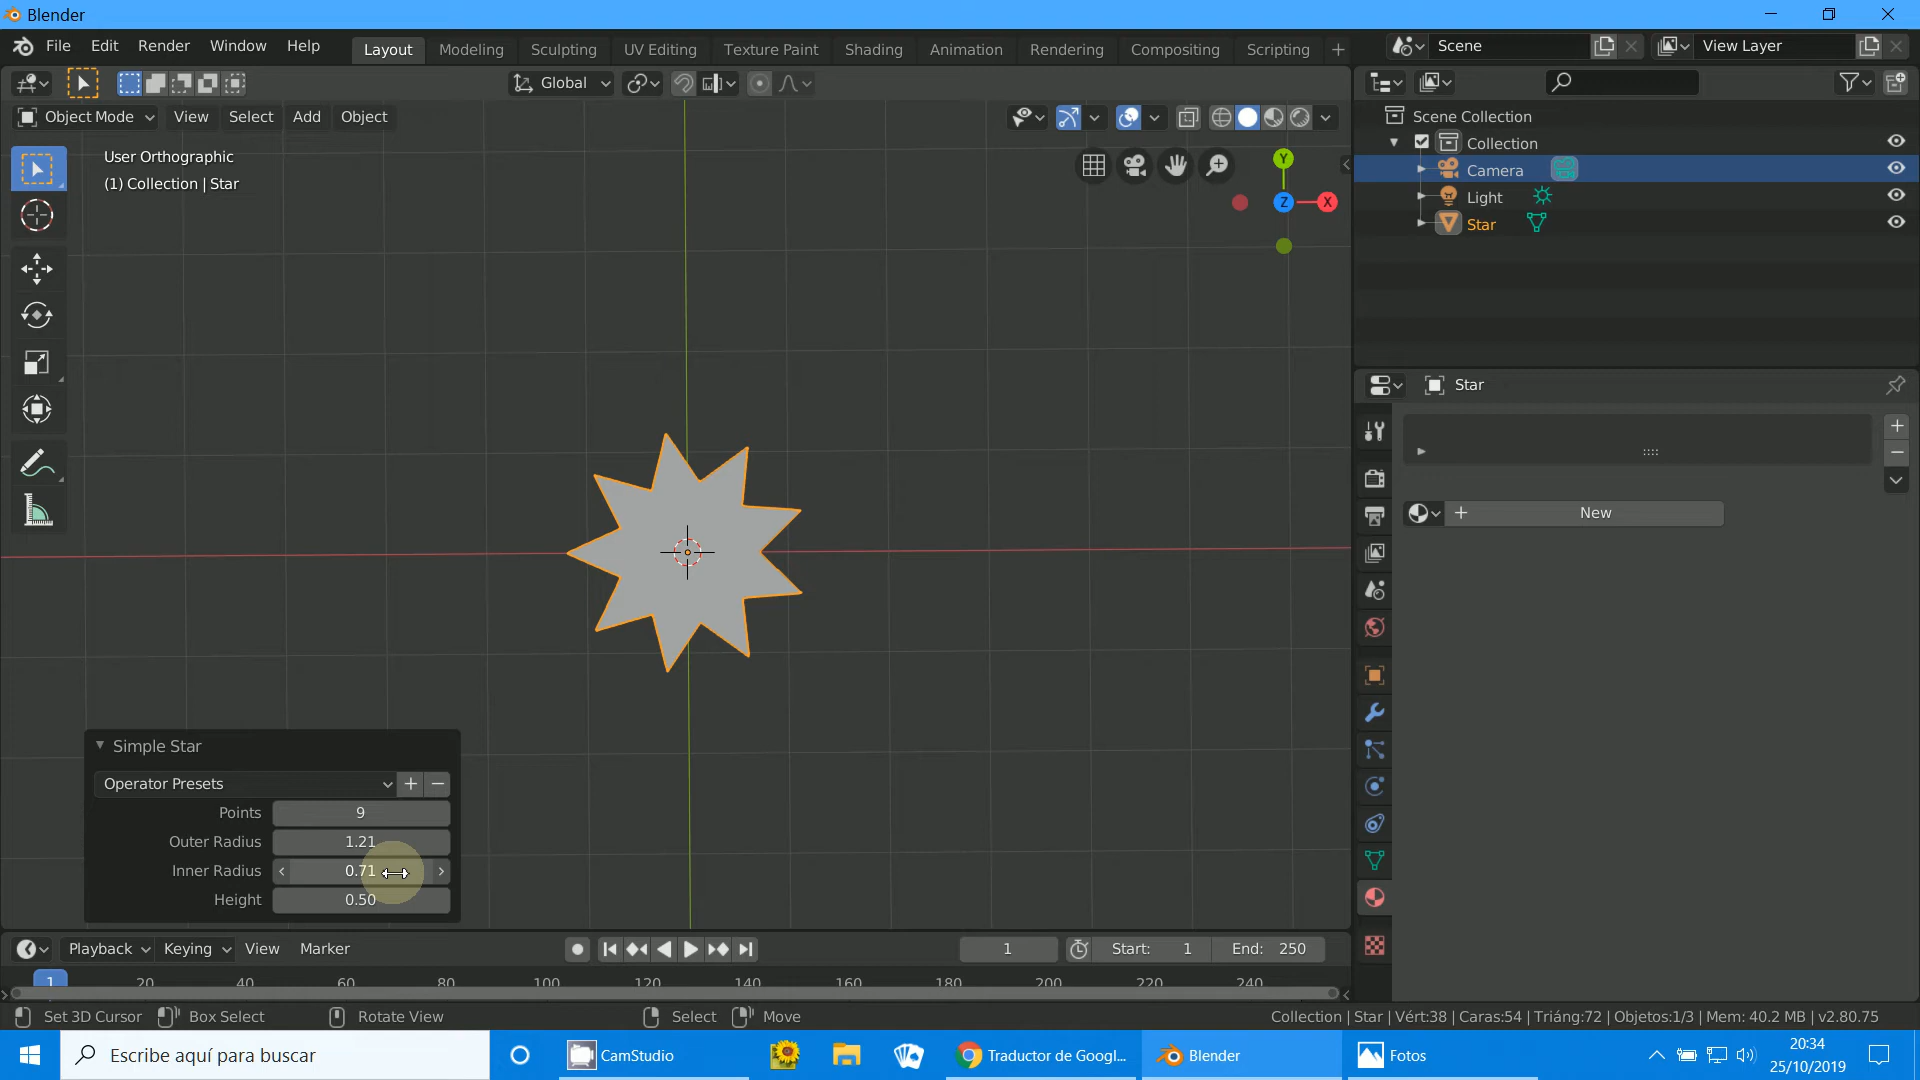 Blender
File Edit Render Window Help Layout Modeling Sculpting UV Editing Texture Paint Shading Animation Rendering Compositing Scripting Scene View Layer
Global
Object Mode View Select Add Object
User Orthographic
(1) Collection | Star
Y
Z X
Scene Collection
Collection
Camera
Light
Star
Star
New
Simple Star
Operator Presets
Points 9
Outer Radius 1.21
Inner Radius 0.71
Height 0.50
Playback Keying View Marker 1 Start: 1 End: 250
1 20 40 60 80 100 120 140 160 180 200 220 240
Set 3D Cursor Box Select Rotate View Select Move Collection | Star | Vért:38 | Caras:54 | Triáng:72 | Objetos:1/3 | Mem: 40.2 MB | v2.80.75
Escribe aquí para buscar CamStudio Traductor de Googl... Blender Fotos
20:34
25/10/2019